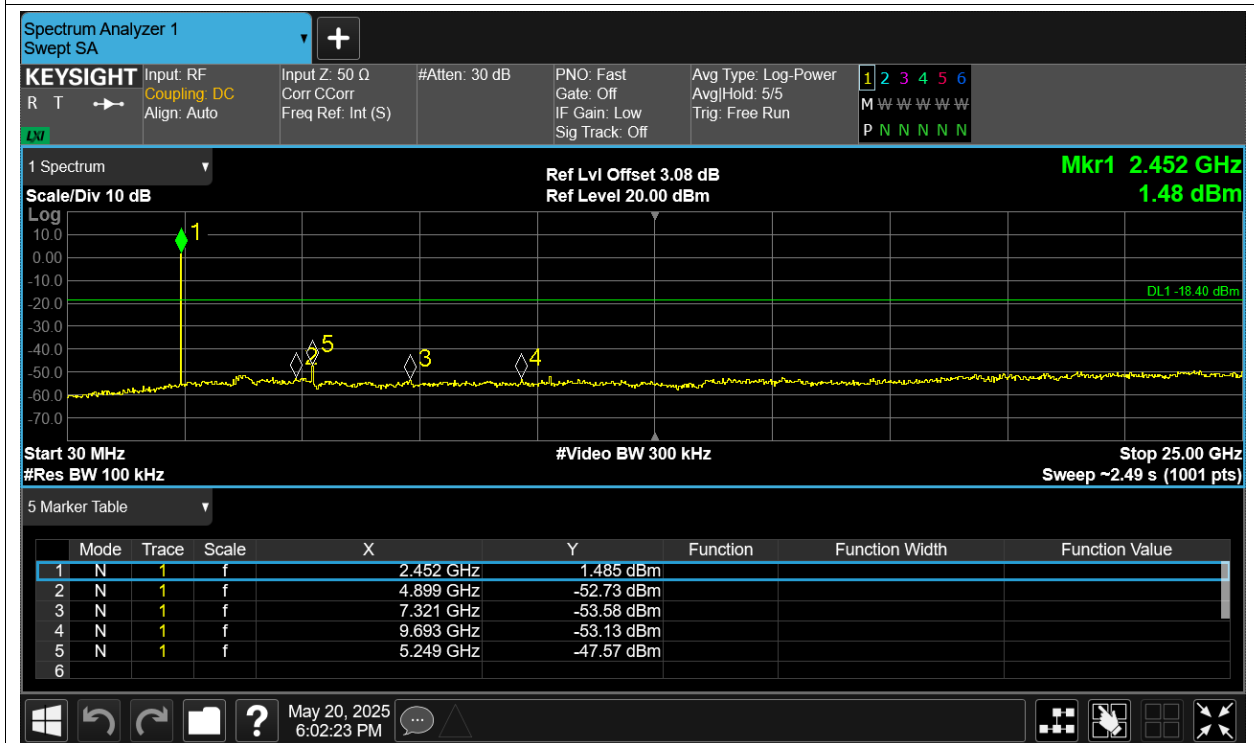 Spectrum Analyzer 1
Swept SA
KEYSIGHT
R T
LXI
Input: RF
Coupling: DC
Align: Auto
Input Z: 50 Ω
Corr CCorr
Freq Ref: Int (S)
#Atten: 30 dB
PNO: Fast
Gate: Off
IF Gain: Low
Sig Track: Off
Avg Type: Log-Power
Avg|Hold: 5/5
Trig: Free Run
1 2 3 4 5 6
M W W W W W
P N N N N N
1 Spectrum
Scale/Div 10 dB
Ref Lvl Offset 3.08 dB
Ref Level 20.00 dBm
Mkr1 2.452 GHz
1.48 dBm
Log
10.0
0.00
-10.0
-20.0
-30.0
-40.0
-50.0
-60.0
-70.0
1
DL1 -18.40 dBm
5
2
3
4
Start 30 MHz
#Video BW 300 kHz
Stop 25.00 GHz
#Res BW 100 kHz
Sweep ~2.49 s (1001 pts)
5 Marker Table
Mode Trace Scale X Y Function Function Width Function Value
1 N 1 f 2.452 GHz 1.485 dBm
2 N 1 f 4.899 GHz -52.73 dBm
3 N 1 f 7.321 GHz -53.58 dBm
4 N 1 f 9.693 GHz -53.13 dBm
5 N 1 f 5.249 GHz -47.57 dBm
6
?
May 20, 2025
6:02:23 PM